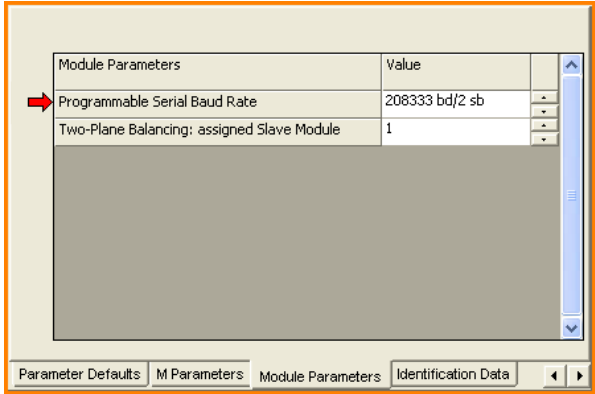 Module Parameters Value
Programmable Serial Baud Rate 208333 bd/2 sb
Two-Plane Balancing: assigned Slave Module 1
Parameter Defaults M Parameters Module Parameters Identification Data